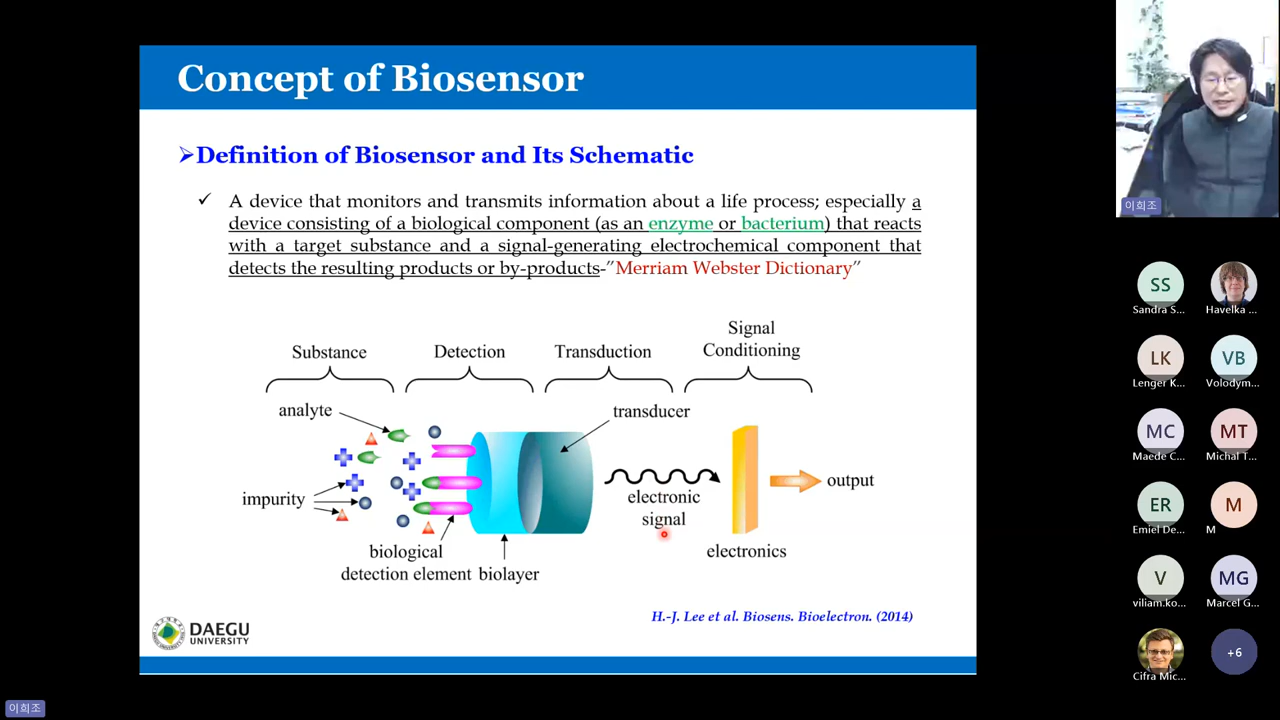 Concept of Biosensor
➢Definition of Biosensor and Its Schematic
✓ A device that monitors and transmits information about a life process; especially a
device consisting of a biological component (as an enzyme or bacterium) that reacts
with a target substance and a signal-generating electrochemical component that
detects the resulting products or by-products-”Merriam Webster Dictionary”
Substance
Detection
Transduction
Signal
Conditioning
analyte
transducer
impurity
electronic
signal
output
biological
detection element
biolayer
electronics
H.-J. Lee et al. Biosens. Bioelectron. (2014)
DAEGU
UNIVERSITY
이희조
SS
Sandra S...
Havelka ...
LK
Lenger K...
VB
Volodym...
MC
Maede C...
MT
Michal T...
ER
Emiel De...
M
M
V
viliam.ko...
MG
Marcel G...
Cifra Mic...
+6
이희조